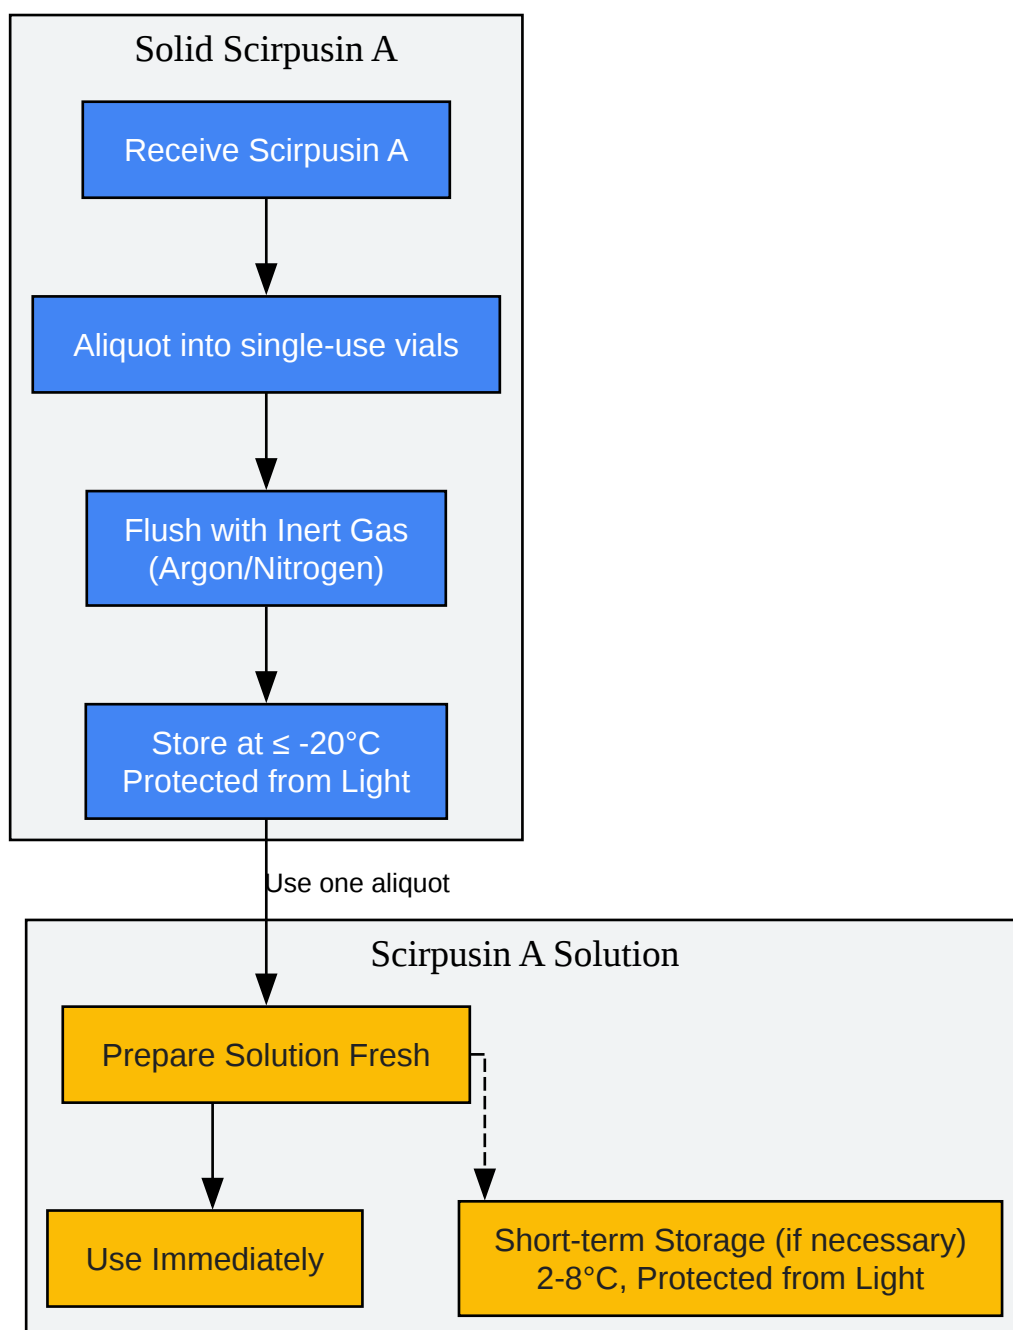 Solid Scirpusin A
Receive Scirpusin A
Aliquot into single-use vials
Flush with Inert Gas
(Argon/Nitrogen)
Store at ≤ -20°C
Protected from Light
Use one aliquot
Scirpusin A Solution
Prepare Solution Fresh
Use Immediately
Short-term Storage (if necessary)
2-8°C, Protected from Light